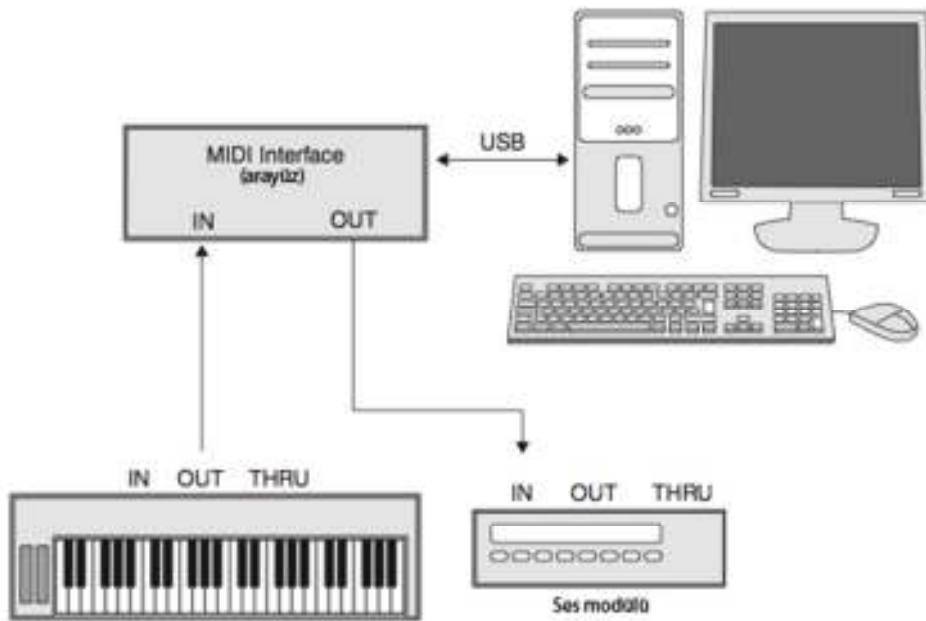 MIDI Interface
(arayüz)
IN OUT
USB
IN OUT THRU
IN OUT THRU
Ses modülü